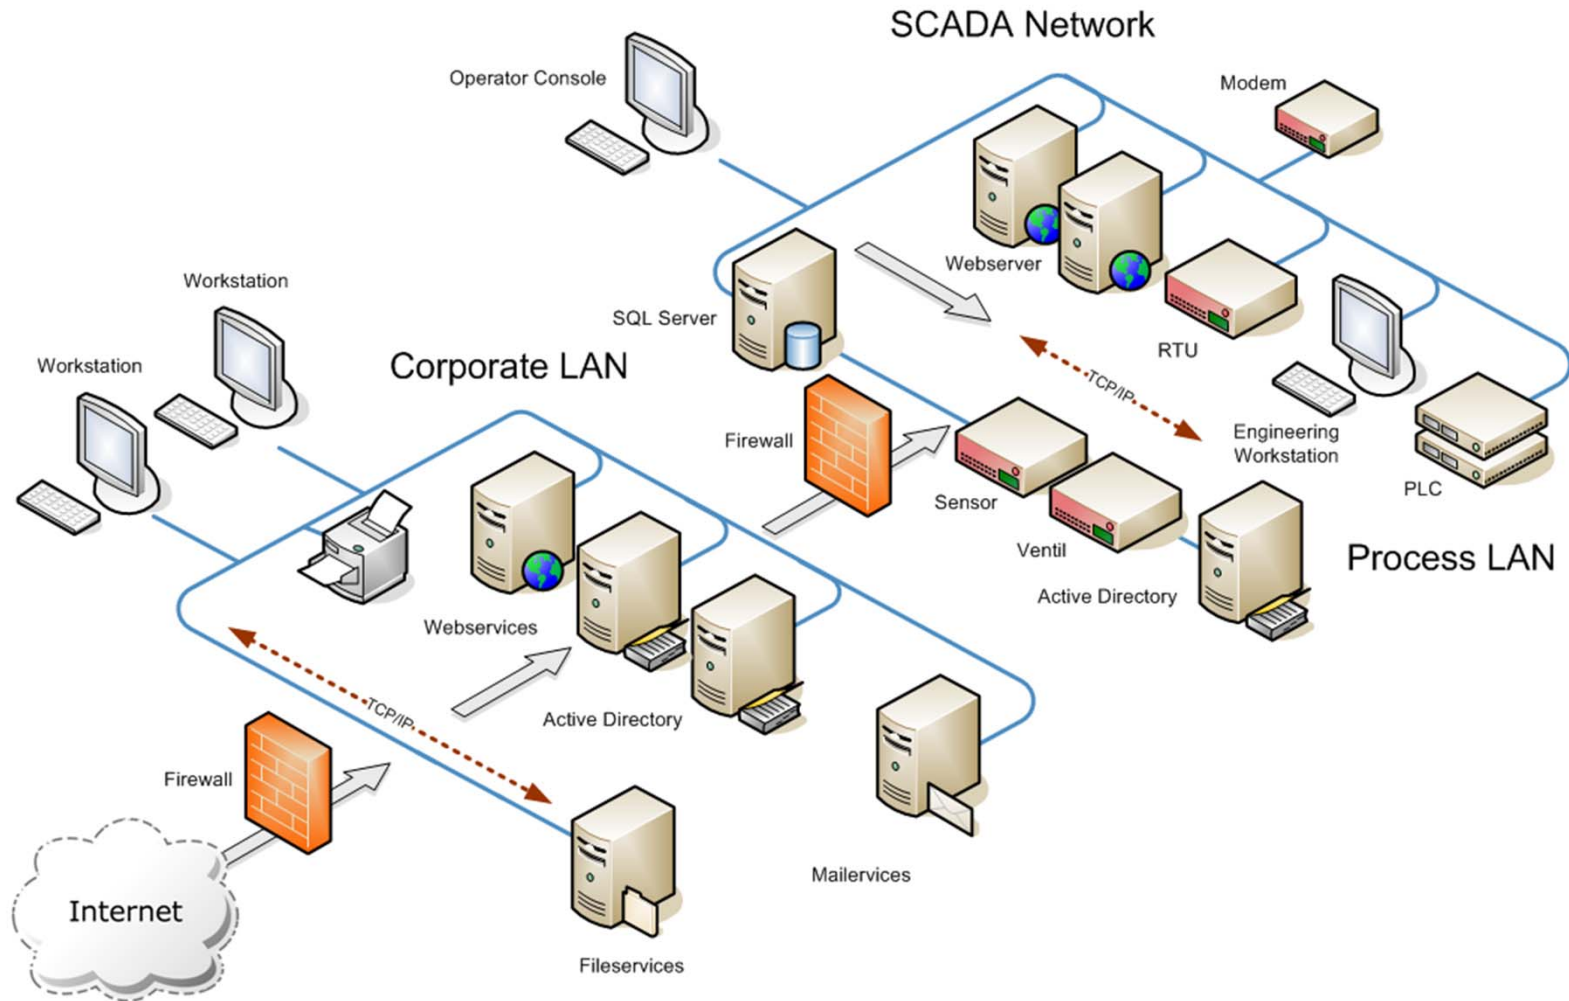 SCADA Network
Operator Console
Modem
Webserver
Workstation
SQL Server
RTU
Workstation
Corporate LAN
TCP/IP
Firewall
Engineering
Workstation
Sensor
PLC
Ventil
Process LAN
Active Directory
Webservices
TCP/IP
Active Directory
Firewall
Mailervices
Internet
Fileservices